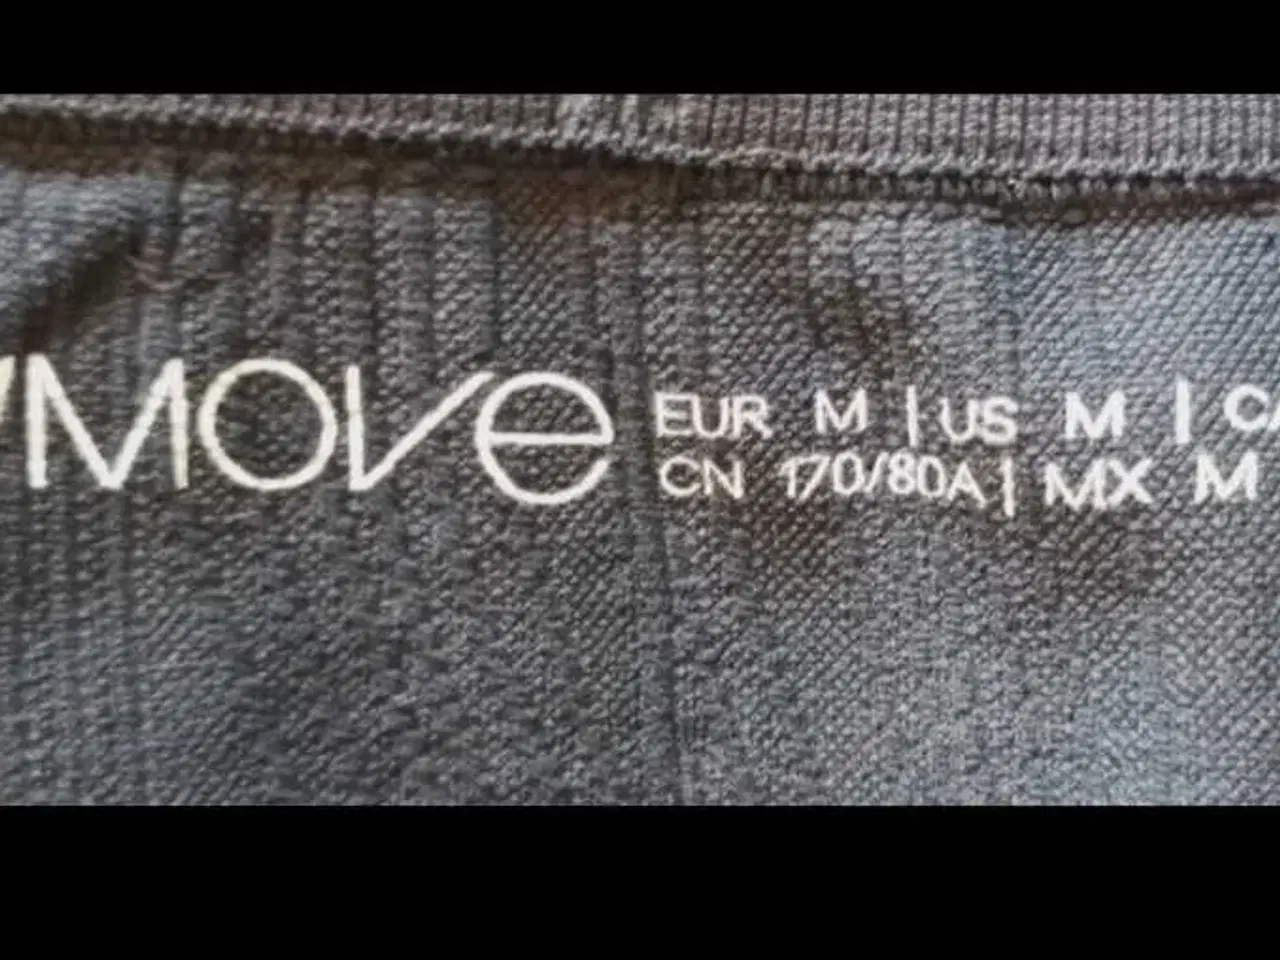 MOVe
EUR M | US M |
CN 170/80A | MX M